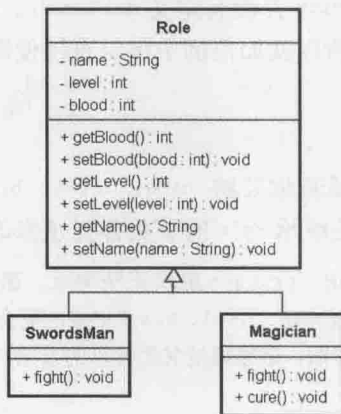 Role
- name : String
- level : int
- blood : int
+ getBlood() : int
+ setBlood(blood : int) : void
+ getLevel() : int
+ setLevel(level : int) : void
+ getName() : String
+ setName(name : String) : void
SwordsMan
+ fight() : void
Magician
+ fight() : void
+ cure() : void